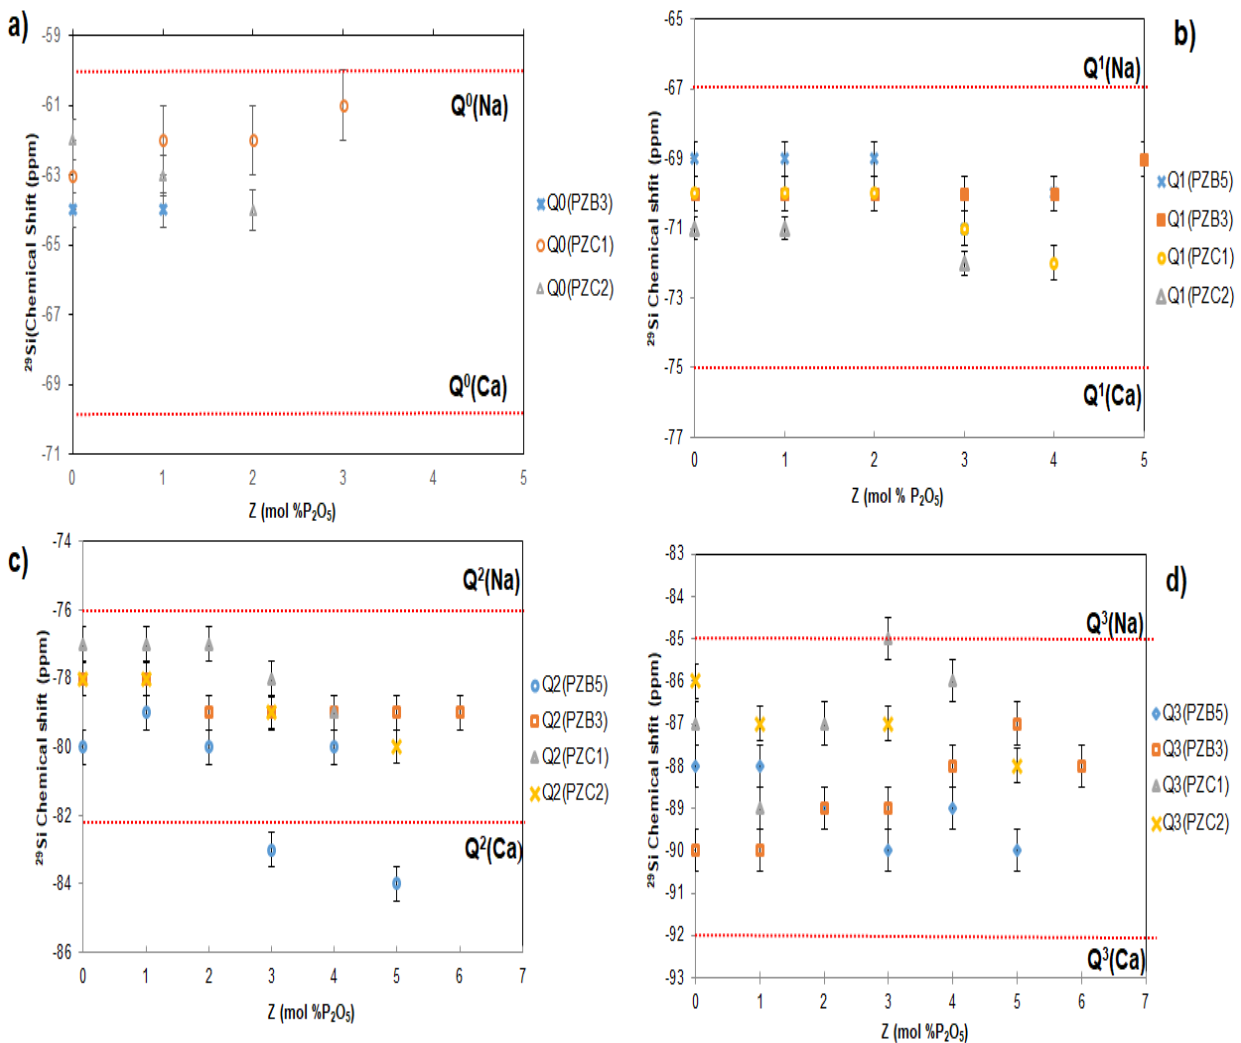 a)
-59
-61
-63
-65
-67
-69
-71
²⁹Si(Chemical Shift (ppm)
Q⁰(Na)
Q⁰(Ca)
Q0(PZB3)
Q0(PZC1)
Q0(PZC2)
0 1 2 3 4 5
Z (mol %P₂O₅)
b)
-65
-67
-69
-71
-73
-75
-77
²⁹Si Chemical shfit (ppm)
Q¹(Na)
Q¹(Ca)
Q1(PZB5)
Q1(PZB3)
Q1(PZC1)
Q1(PZC2)
0 1 2 3 4 5
Z (mol % P₂O₅)
c)
-74
-76
-78
-80
-82
-84
-86
²⁹Si Chemical shift (ppm)
Q²(Na)
Q²(Ca)
Q2(PZB5)
Q2(PZB3)
Q2(PZC1)
Q2(PZC2)
0 1 2 3 4 5 6 7
Z (mol %P₂O₅)
d)
-83
-84
-85
-86
-87
-88
-89
-90
-91
-92
-93
²⁹Si Chemical shfit (ppm)
Q³(Na)
Q³(Ca)
Q3(PZB5)
Q3(PZB3)
Q3(PZC1)
Q3(PZC2)
0 1 2 3 4 5 6 7
Z (mol %P₂O₅)